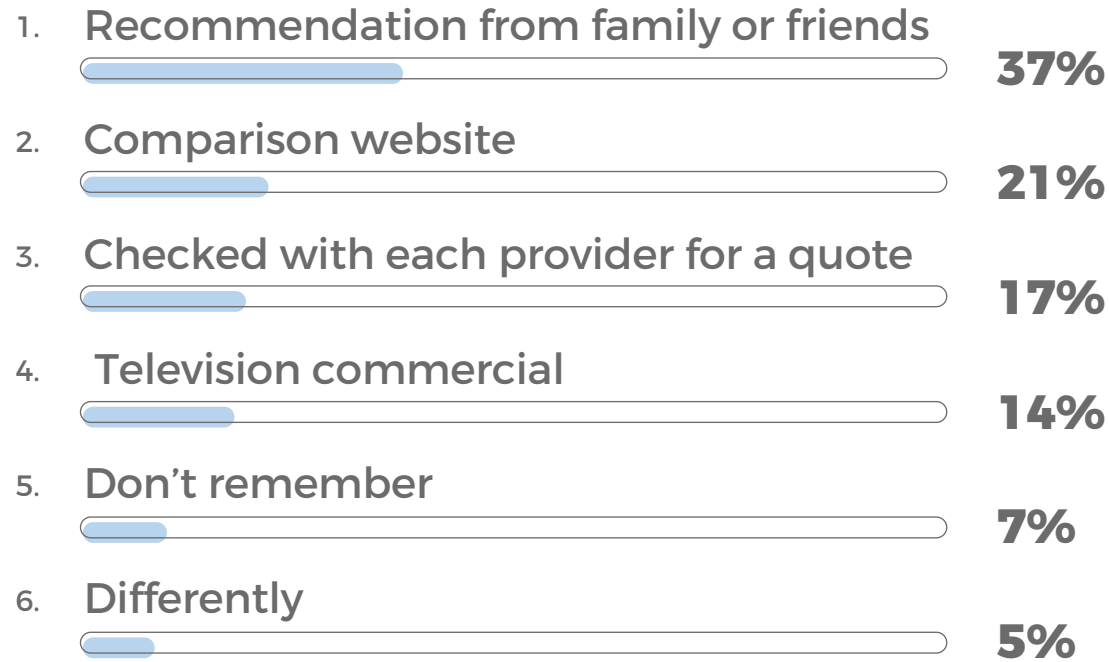 1. Recommendation from family or friends
37%
2. Comparison website
21%
3. Checked with each provider for a quote
17%
4. Television commercial
14%
5. Don’t remember
7%
6. Differently
5%